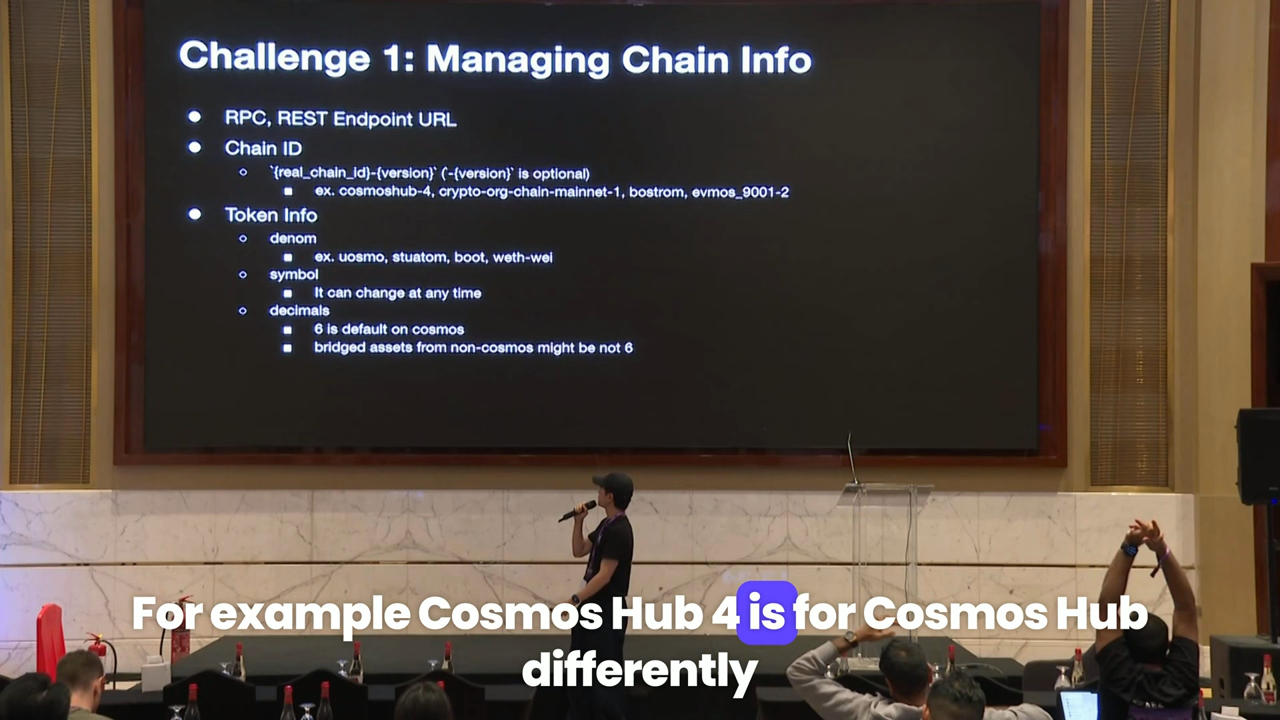 Challenge 1: Managing Chain Info
● RPC, REST Endpoint URL
● Chain ID
○ `{real_chain_id}-{version}` (`-{version}` is optional)
■ ex. cosmoshub-4, crypto-org-chain-mainnet-1, bostrom, evmos_9001-2
● Token Info
○ denom
■ ex. uosmo, stuatom, boot, weth-wei
○ symbol
■ It can change at any time
○ decimals
■ 6 is default on cosmos
■ bridged assets from non-cosmos might be not 6
For example Cosmos Hub 4 is for Cosmos Hub
differently